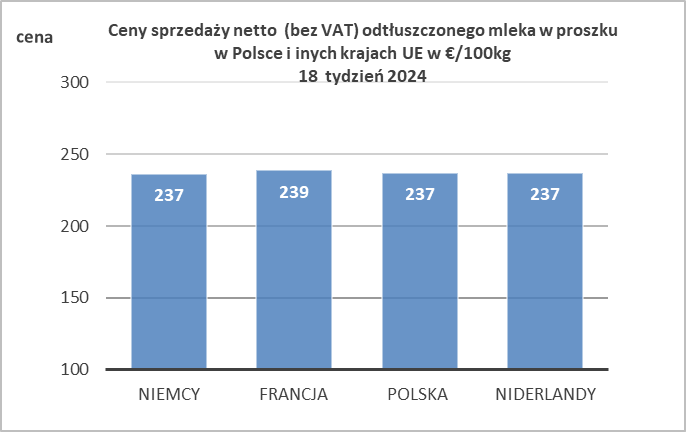 Ceny sprzedaży netto  (bez VAT) odtłuszczonego mleka w proszku
w Polsce i inych krajach UE w €/100kg
18  tydzień 2024
cena
300
250
200
150
100
237
239
237
237
NIEMCY
FRANCJA
POLSKA
NIDERLANDY